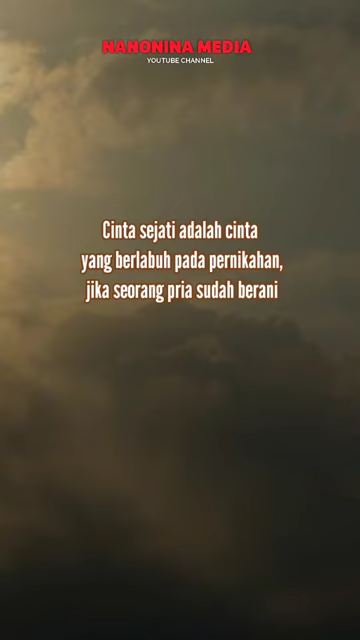 NANONINA MEDIA
YOUTUBE CHANNEL
Cinta sejati adalah cinta
yang berlabuh pada pernikahan,
jika seorang pria sudah berani